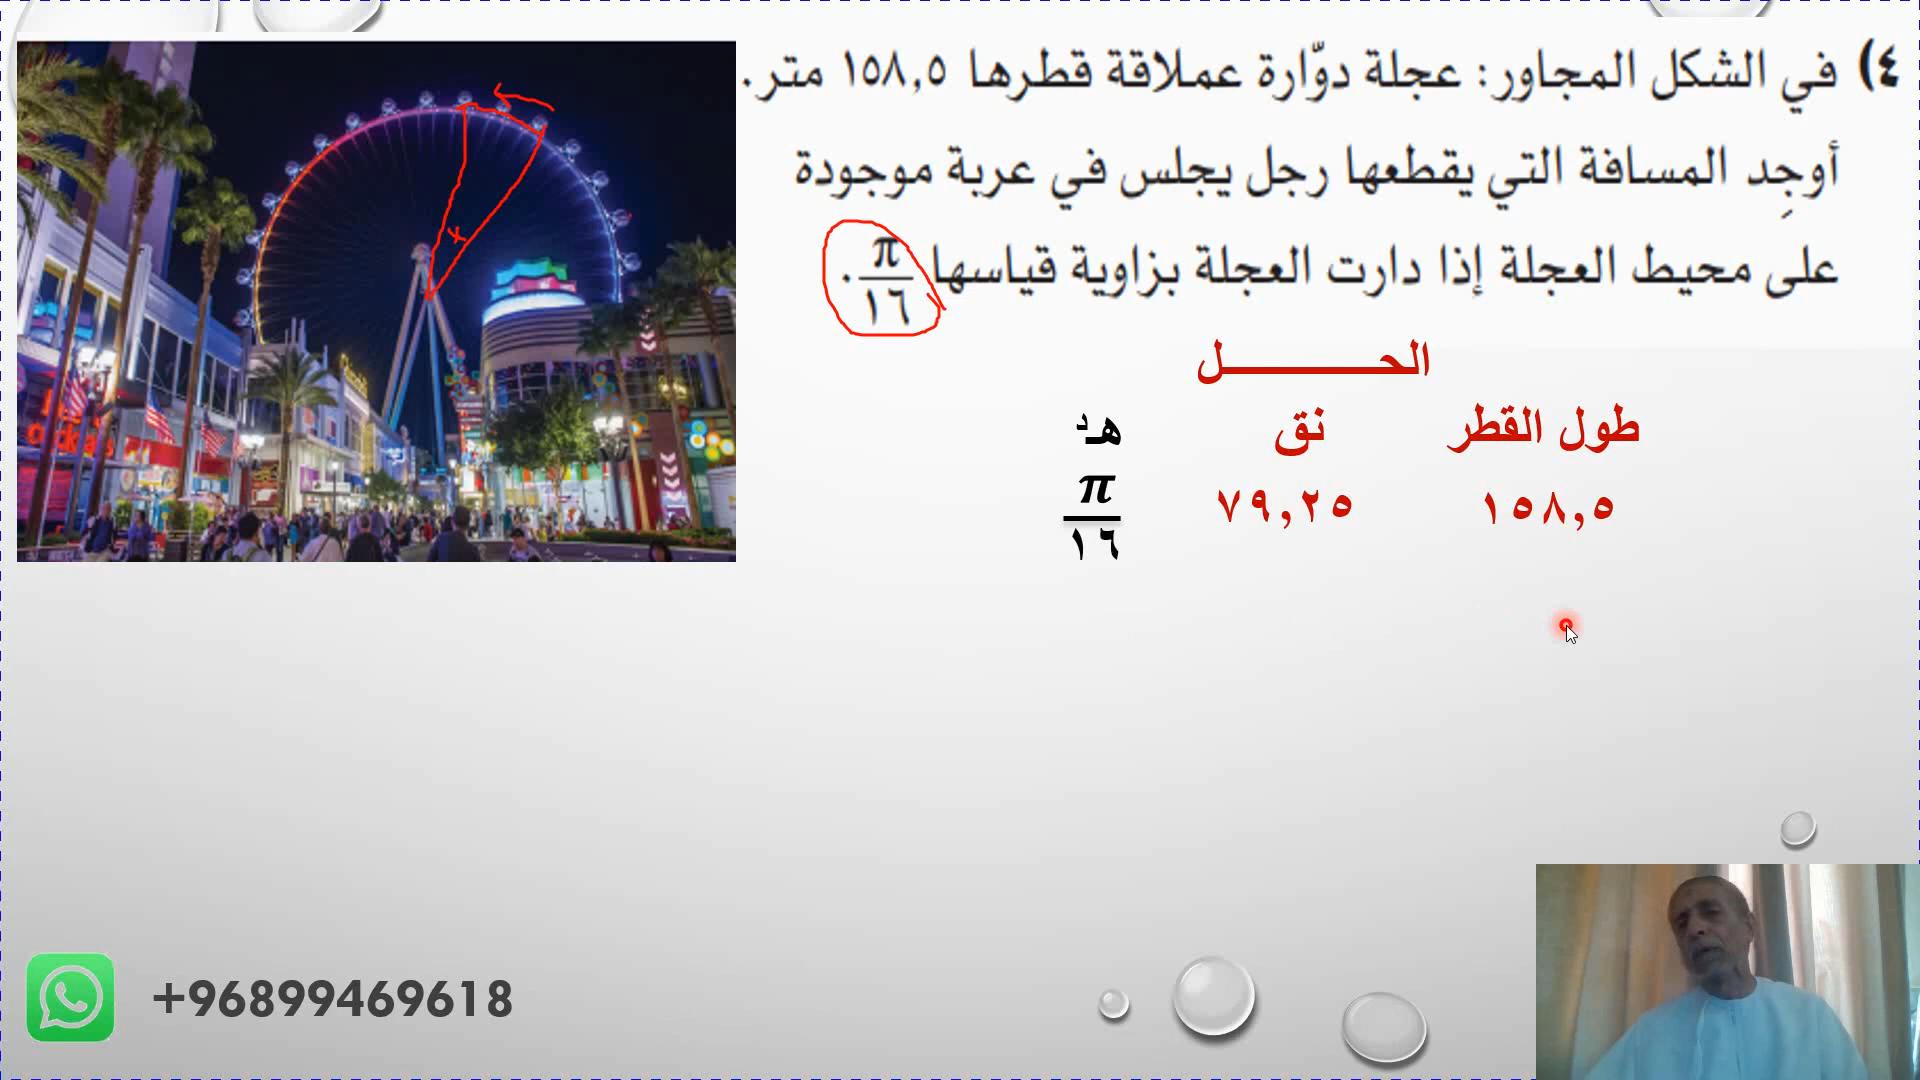 ٤) في الشكل المجاور: عجلة دوّارة عملاقة قطرها ١٥٨,٥ متر.
أوجِد المسافة التي يقطعها رجل يجلس في عربة موجودة
على محيط العجلة إذا دارت العجلة بزاوية قياسها π/١٦.
الحـــــــــــل
طول القطر نق هـد
١٥٨,٥ ٧٩,٢٥ π/١٦
+96899469618